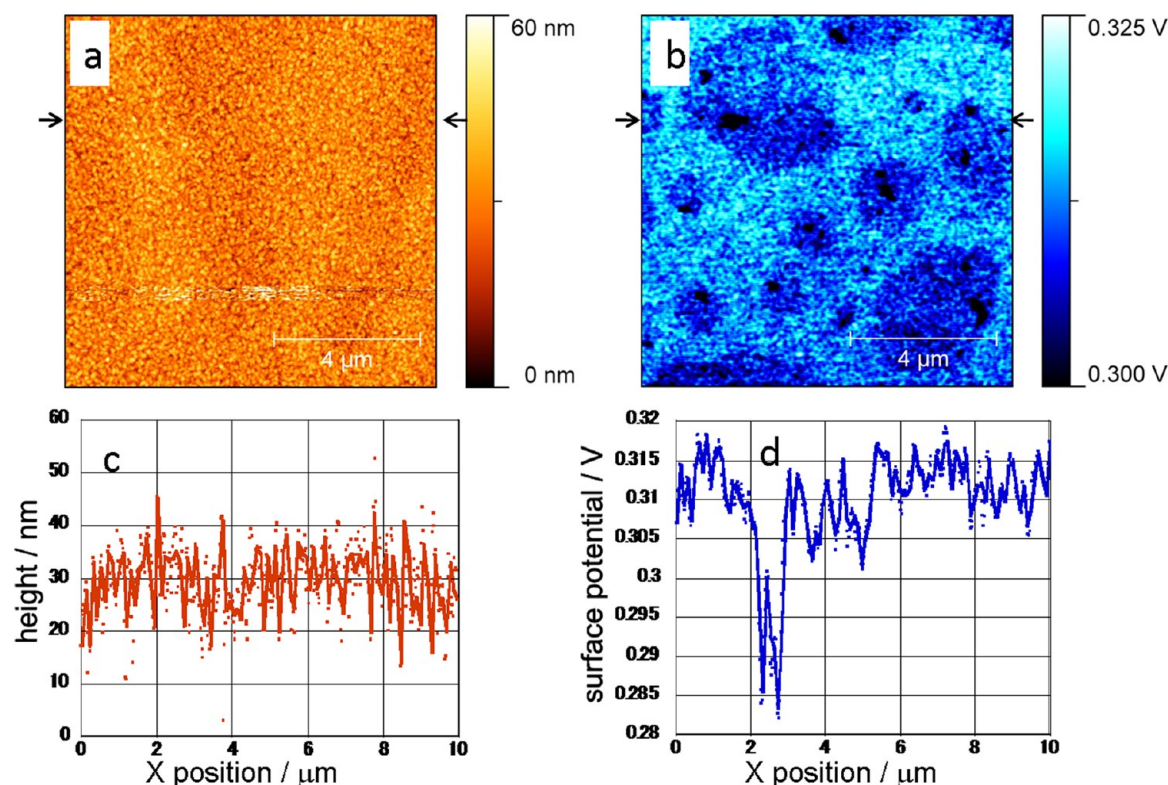 a
60 nm
0 nm
4 µm
b
0.325 V
0.300 V
4 µm
c
height / nm
60
50
40
30
20
10
0
0 2 4 6 8 10
X position / µm
d
surface potential / V
0.32
0.315
0.31
0.305
0.3
0.295
0.29
0.285
0.28
0 2 4 6 8 10
X position / µm